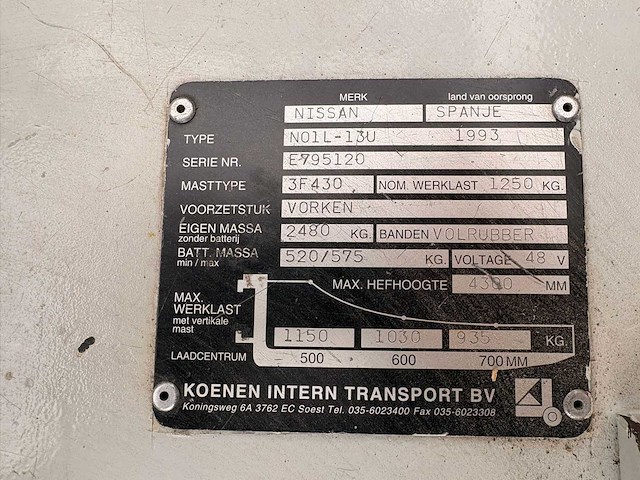 MERK land van oorsprong
NISSAN SPANJE
TYPE N01L-13U 1993
SERIE NR. E795120
MASTTYPE 3F430 NOM. WERKLAST 1250 KG.
VOORZETSTUK VORKEN
EIGEN MASSA zonder batterij 2480 KG. BANDEN VOLRUBBER
BATT. MASSA min / max 520/575 KG. VOLTAGE 48 V
MAX. HEFHOOGTE 4300 MM
MAX. WERKLAST met vertikale mast 1150 1030 935 KG.
LAADCENTRUM 500 600 700 MM
KOENEN INTERN TRANSPORT BV
Koningsweg 6A 3762 EC Soest Tel. 035-6023400 Fax 035-6023308